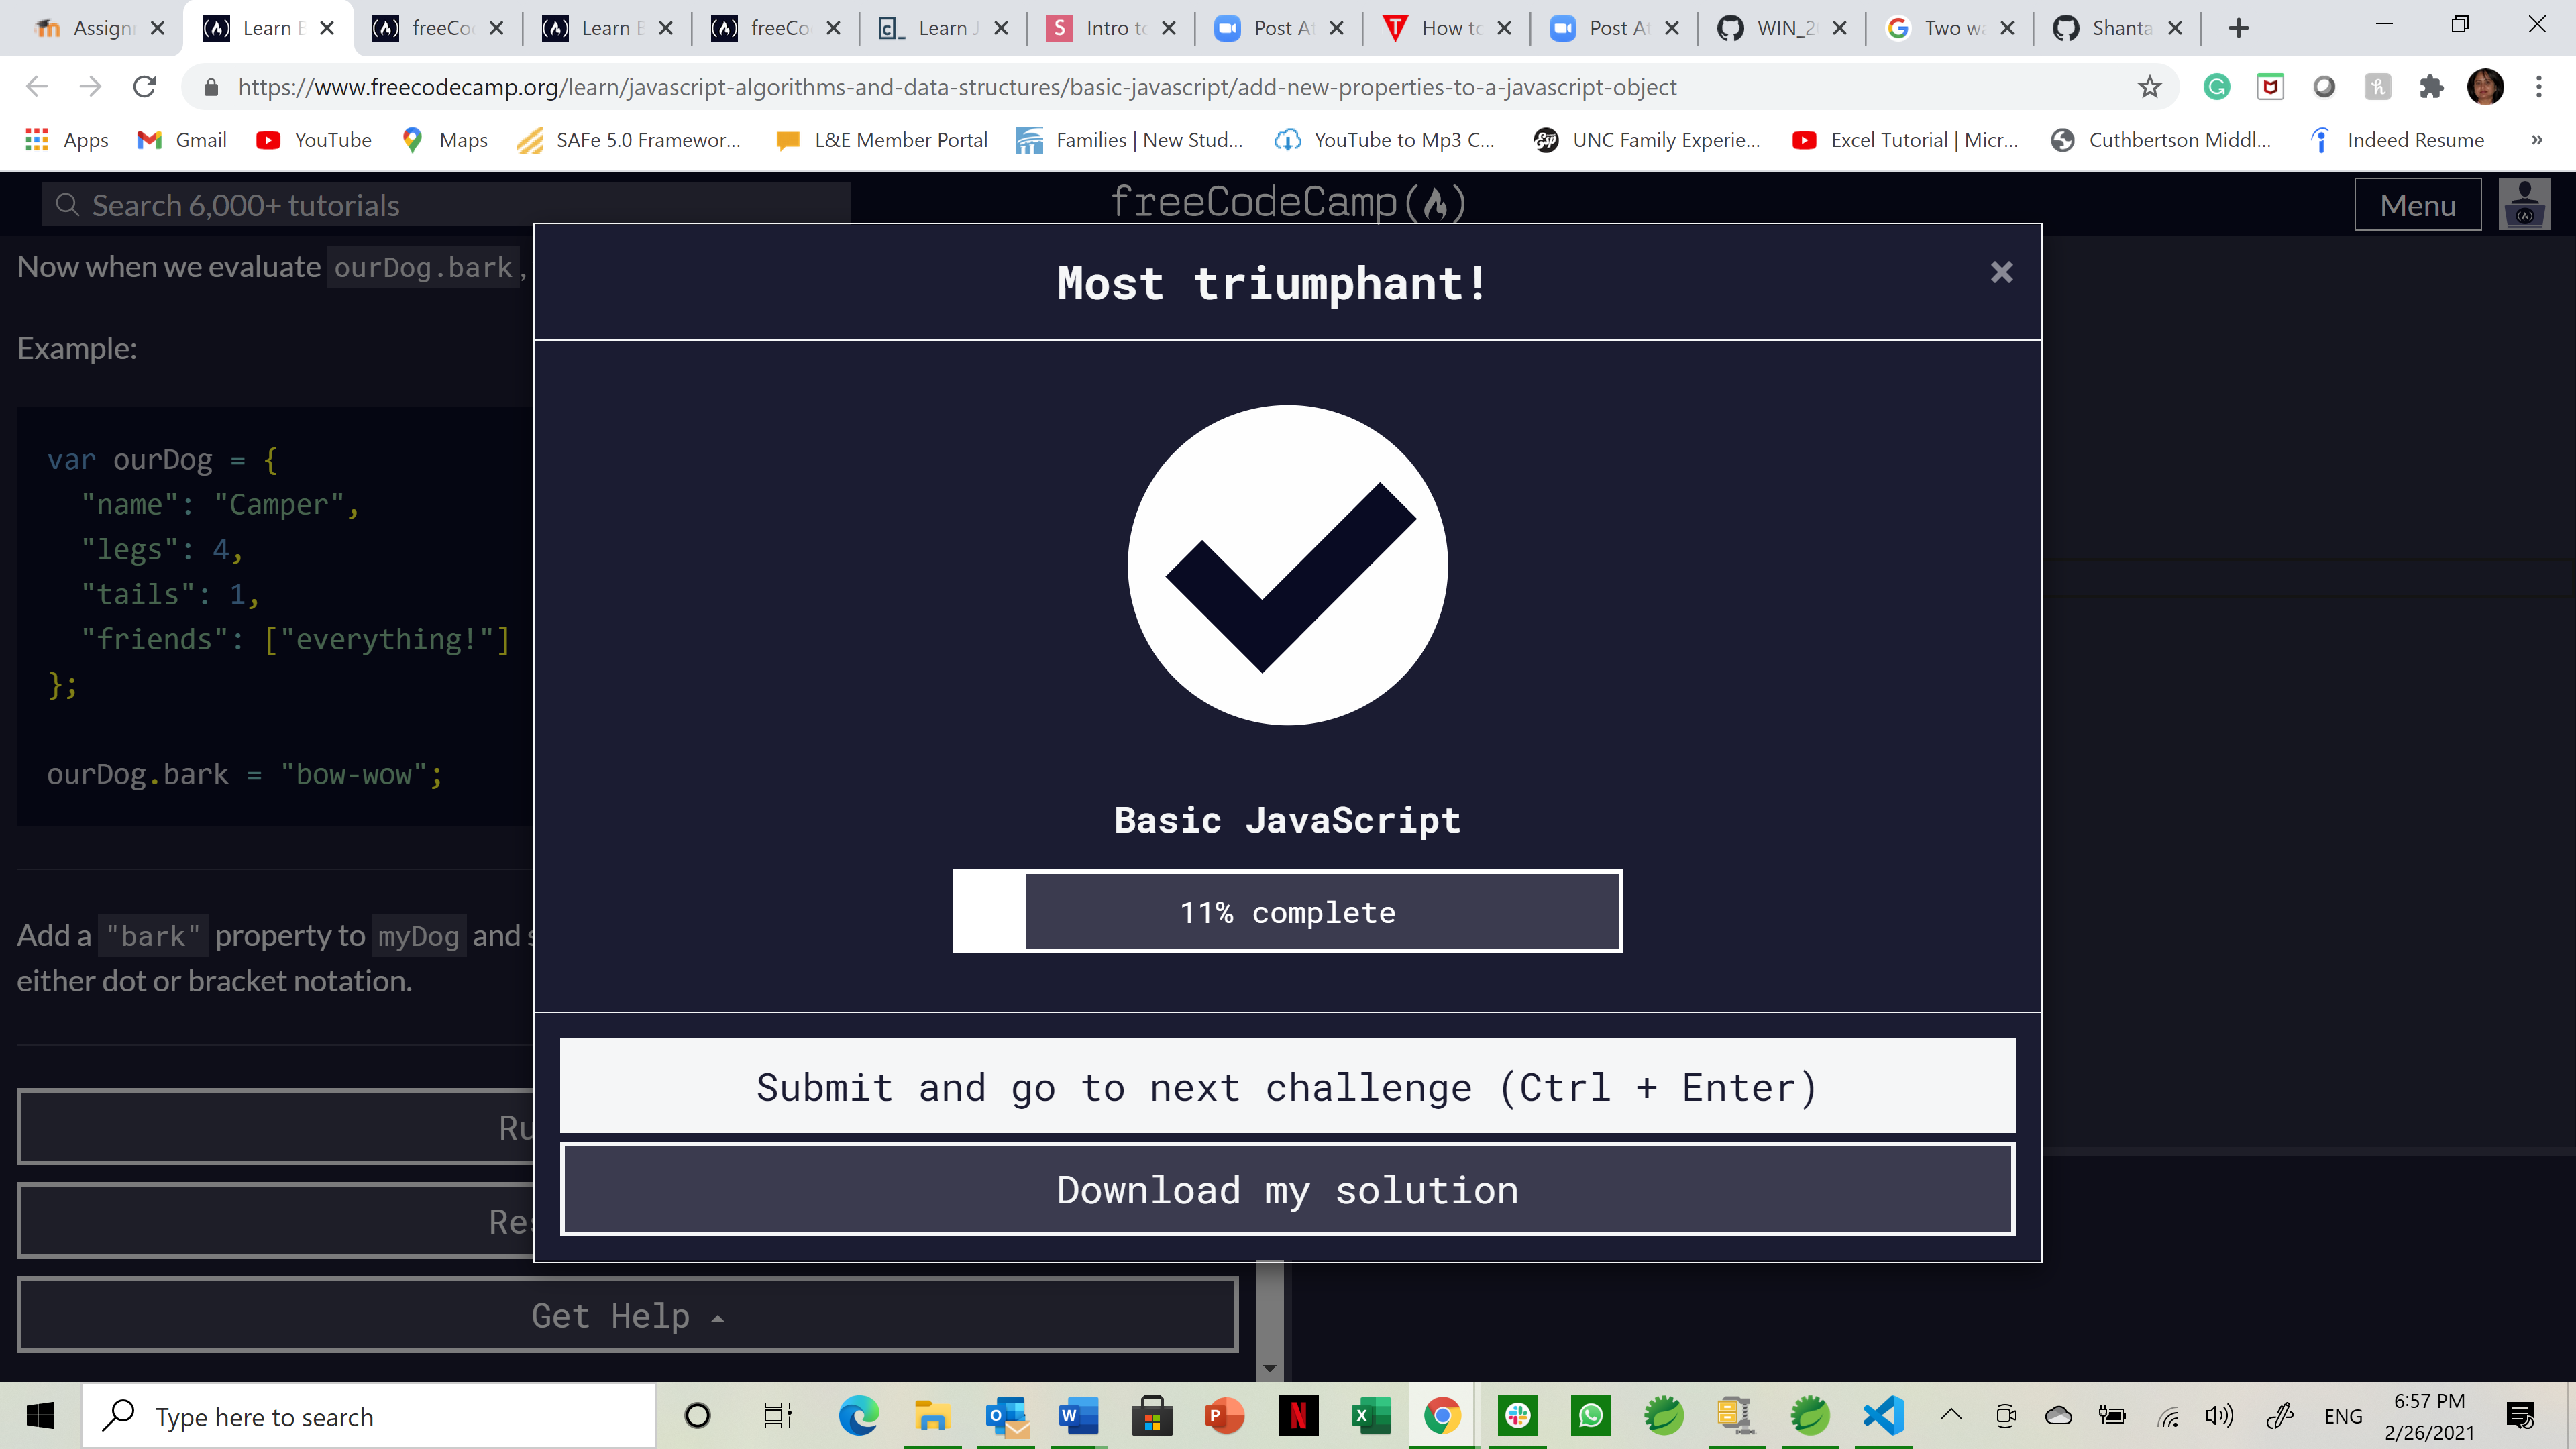 Assign
Learn B
freeCo
Learn B
freeCo
Learn J
Intro to
Post At
How to
Post At
WIN_2
Two wa
Shanta
https://www.freecodecamp.org/learn/javascript-algorithms-and-data-structures/basic-javascript/add-new-properties-to-a-javascript-object
Apps
Gmail
YouTube
Maps
SAFe 5.0 Framewor...
L&E Member Portal
Families | New Stud...
YouTube to Mp3 C...
UNC Family Experie...
Excel Tutorial | Micr...
Cuthbertson Middl...
Indeed Resume
»
Search 6,000+ tutorials
freeCodeCamp
Menu
Now when we evaluate ourDog.bark,
Example:
var ourDog = {
"name": "Camper",
"legs": 4,
"tails": 1,
"friends": ["everything!"]
};
ourDog.bark = "bow-wow";
Add a "bark" property to myDog and s
either dot or bracket notation.
Ru
Res
Get Help
Most triumphant!
×
Basic JavaScript
11% complete
Submit and go to next challenge (Ctrl + Enter)
Download my solution
Type here to search
ENG
6:57 PM
2/26/2021